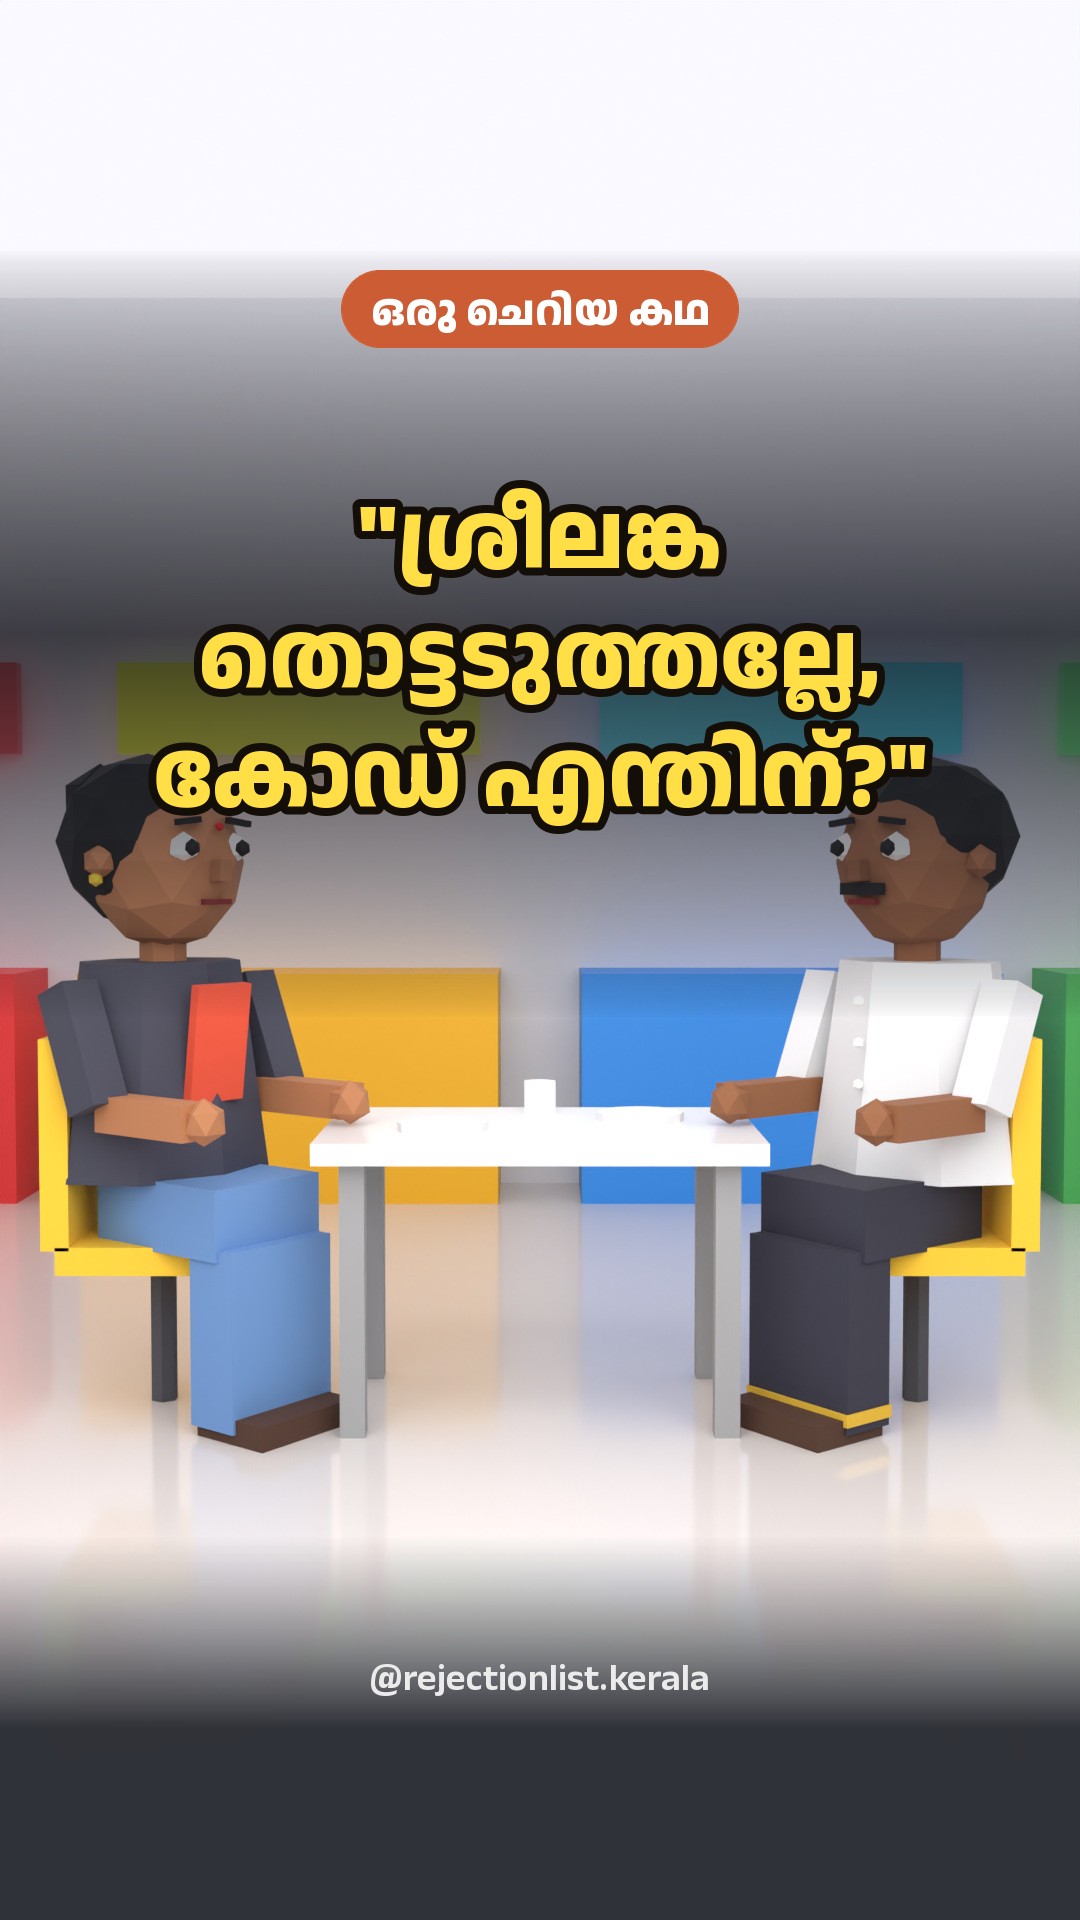 ഒരു ചെറിയ കഥ
"ശ്രീലങ്ക
തൊട്ടടുത്തല്ലേ,
കോഡ് എന്തിന്?"
@rejectionlist.kerala